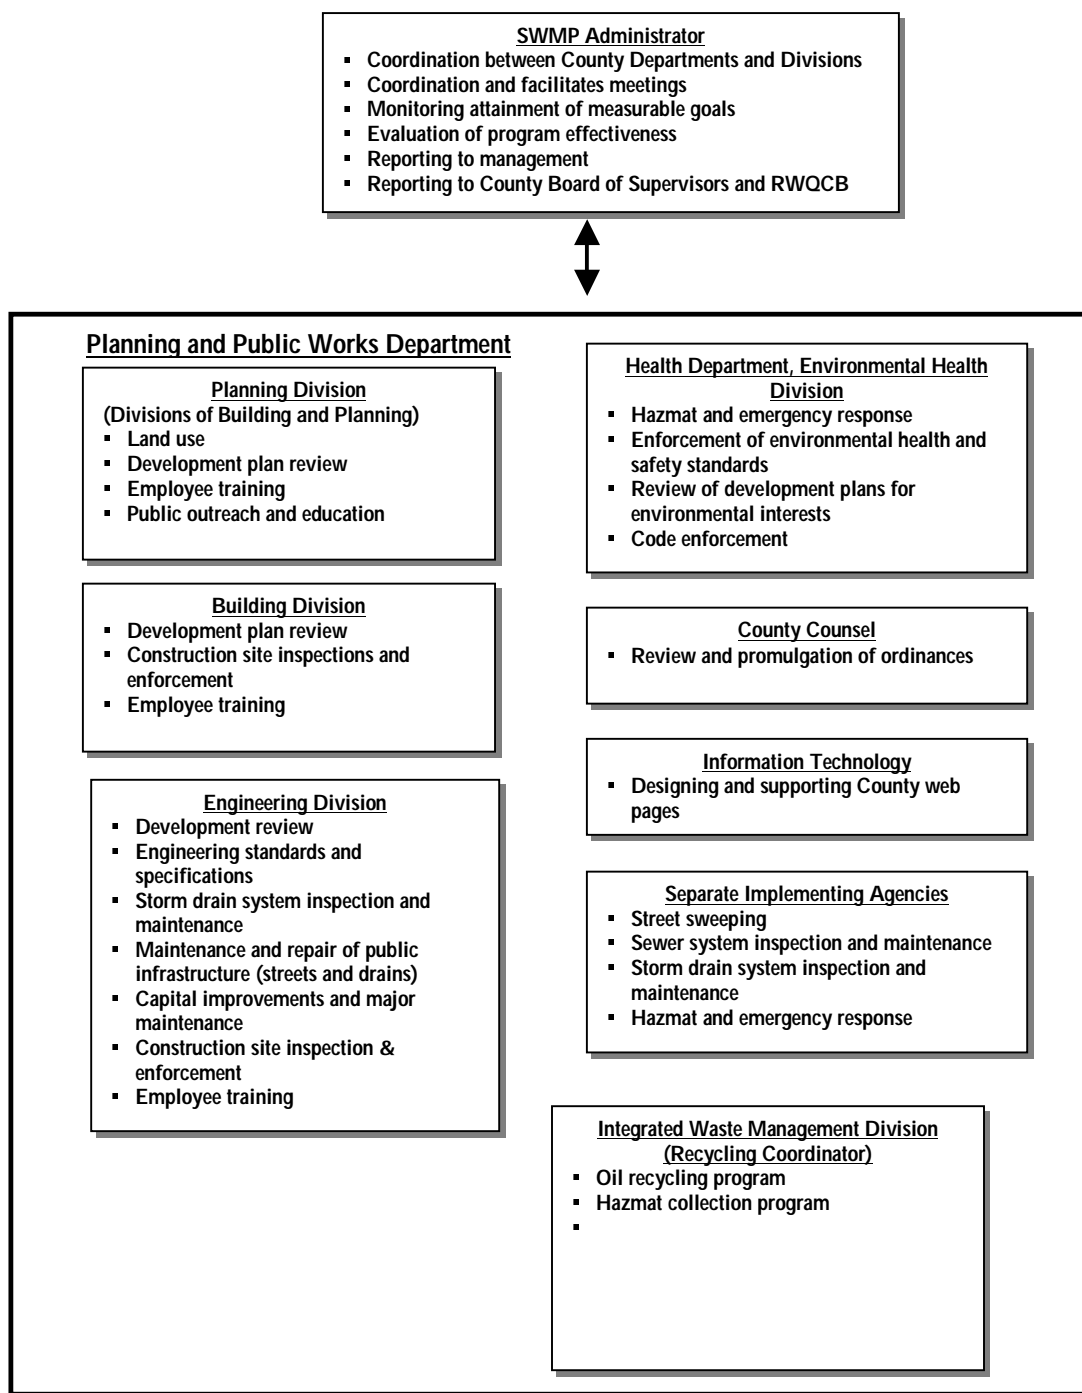 SWMP Administrator
▪ Coordination between County Departments and Divisions
▪ Coordination and facilitates meetings
▪ Monitoring attainment of measurable goals
▪ Evaluation of program effectiveness
▪ Reporting to management
▪ Reporting to County Board of Supervisors and RWQCB
Planning and Public Works Department
Planning Division
(Divisions of Building and Planning)
▪ Land use
▪ Development plan review
▪ Employee training
▪ Public outreach and education
Building Division
▪ Development plan review
▪ Construction site inspections and
enforcement
▪ Employee training
Engineering Division
▪ Development review
▪ Engineering standards and
specifications
▪ Storm drain system inspection and
maintenance
▪ Maintenance and repair of public
infrastructure (streets and drains)
▪ Capital improvements and major
maintenance
▪ Construction site inspection &
enforcement
▪ Employee training
Health Department, Environmental Health
Division
▪ Hazmat and emergency response
▪ Enforcement of environmental health and
safety standards
▪ Review of development plans for
environmental interests
▪ Code enforcement
County Counsel
▪ Review and promulgation of ordinances
Information Technology
▪ Designing and supporting County web
pages
Separate Implementing Agencies
▪ Street sweeping
▪ Sewer system inspection and maintenance
▪ Storm drain system inspection and
maintenance
▪ Hazmat and emergency response
Integrated Waste Management Division
(Recycling Coordinator)
▪ Oil recycling program
▪ Hazmat collection program
▪